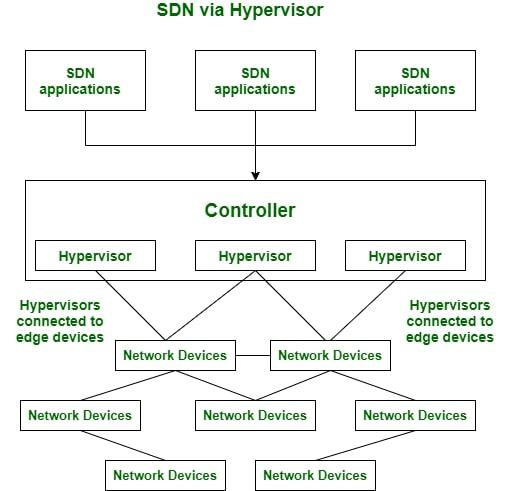 SDN via Hypervisor
SDN
applications
SDN
applications
SDN
applications
Controller
Hypervisor
Hypervisor
Hypervisor
Hypervisors
connected to
edge devices
Hypervisors
connected to
edge devices
Network Devices
Network Devices
Network Devices
Network Devices
Network Devices
Network Devices
Network Devices